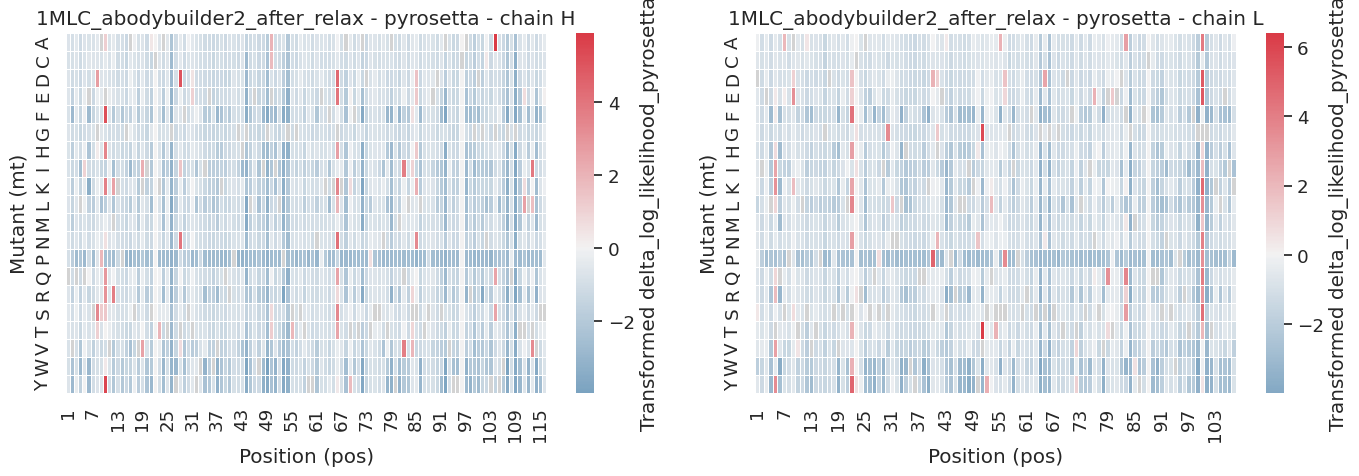 1MLC_abodybuilder2_after_relax - pyrosetta - chain H
Mutant (mt)
A
C
D
E
F
G
H
I
K
L
M
N
P
Q
R
S
T
V
W
Y
1 7 13 19 25 31 37 43 49 55 61 67 73 79 85 91 97 103 109 115
Position (pos)
4
2
0
−2
Transformed delta_log_likelihood_pyrosetta
1MLC_abodybuilder2_after_relax - pyrosetta - chain L
Mutant (mt)
A
C
D
E
F
G
H
I
K
L
M
N
P
Q
R
S
T
V
W
Y
1 7 13 19 25 31 37 43 49 55 61 67 73 79 85 91 97 103
Position (pos)
6
4
2
0
−2
Transformed delta_log_likelihood_pyrosetta